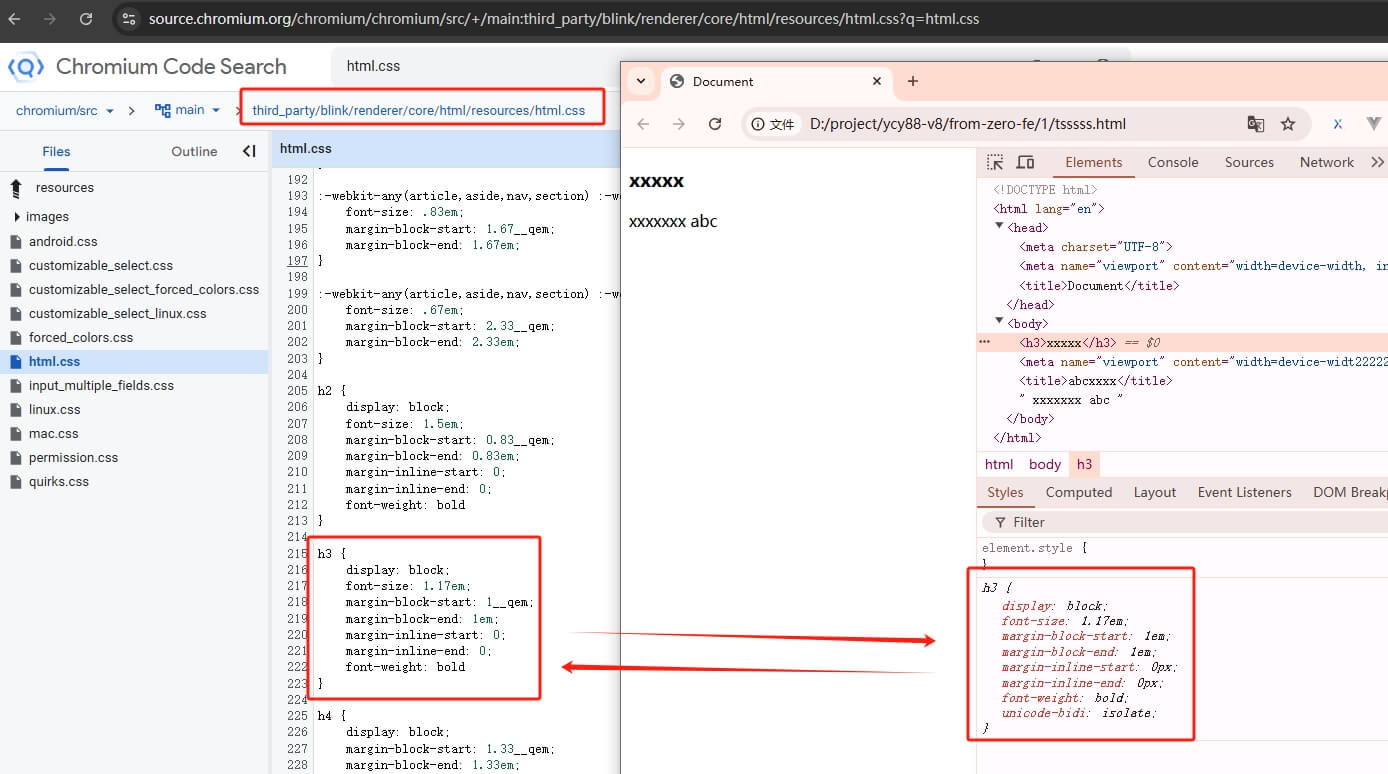 source.chromium.org/chromium/chromium/src/+/main:third_party/blink/renderer/core/html/resources/html.css?q=html.css
Chromium Code Search
html.css
chromium/src
main
third_party/blink/renderer/core/html/resources/html.css
Files
Outline
resources
images
android.css
customizable_select.css
customizable_select_forced_colors.css
customizable_select_linux.css
forced_colors.css
html.css
input_multiple_fields.css
linux.css
mac.css
permission.css
quirks.css
html.css
192
193 :-webkit-any(article,aside,nav,section) :-we
194 font-size: .83em;
195 margin-block-start: 1.67__qem;
196 margin-block-end: 1.67em;
197 }
198
199 :-webkit-any(article,aside,nav,section) :-we
200 font-size: .67em;
201 margin-block-start: 2.33__qem;
202 margin-block-end: 2.33em;
203 }
204
205 h2 {
206 display: block;
207 font-size: 1.5em;
208 margin-block-start: 0.83__qem;
209 margin-block-end: 0.83em;
210 margin-inline-start: 0;
211 margin-inline-end: 0;
212 font-weight: bold
213 }
214
215 h3 {
216 display: block;
217 font-size: 1.17em;
218 margin-block-start: 1__qem;
219 margin-block-end: 1em;
220 margin-inline-start: 0;
221 margin-inline-end: 0;
222 font-weight: bold
223 }
224
225 h4 {
226 display: block;
227 margin-block-start: 1.33__qem;
228 margin-block-end: 1.33em;
Document
文件
D:/project/ycy88-v8/from-zero-fe/1/tsssss.html
xxxxx
xxxxxxx abc
Elements Console Sources Network
<!DOCTYPE html>
<html lang="en">
<head>
<meta charset="UTF-8">
<meta name="viewport" content="width=device-width, in
<title>Document</title>
</head>
<body>
<h3>xxxxx</h3> == $0
<meta name="viewport" content="width=device-widt22222
<title>abcxxxx</title>
" xxxxxxx abc "
</body>
</html>
html body h3
Styles Computed Layout Event Listeners DOM Breakp
Filter
element.style {
}
h3 {
display: block;
font-size: 1.17em;
margin-block-start: 1em;
margin-block-end: 1em;
margin-inline-start: 0px;
margin-inline-end: 0px;
font-weight: bold;
unicode-bidi: isolate;
}